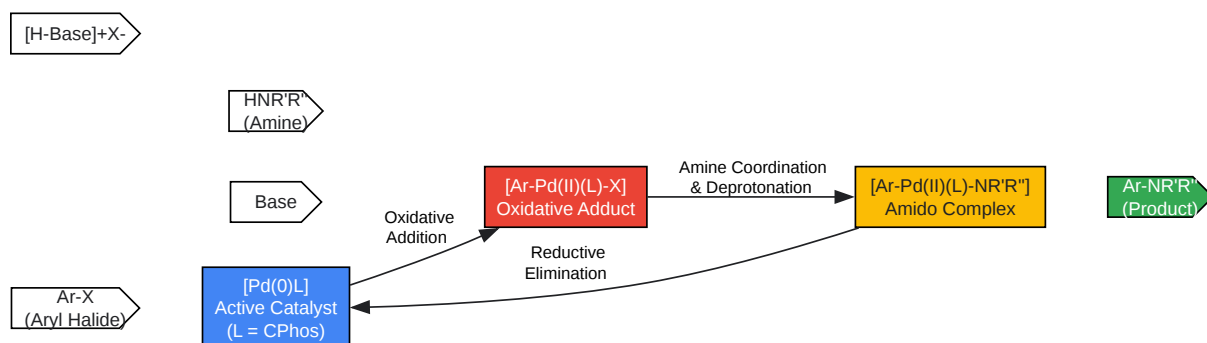 [H-Base]+X-
HNR'R"
(Amine)
Base
Ar-X
(Aryl Halide)
[Pd(0)L]
Active Catalyst
(L = CPhos)
Oxidative
Addition
[Ar-Pd(II)(L)-X]
Oxidative Adduct
Amine Coordination
& Deprotonation
Reductive
Elimination
[Ar-Pd(II)(L)-NR'R"]
Amido Complex
Ar-NR'R"
(Product)